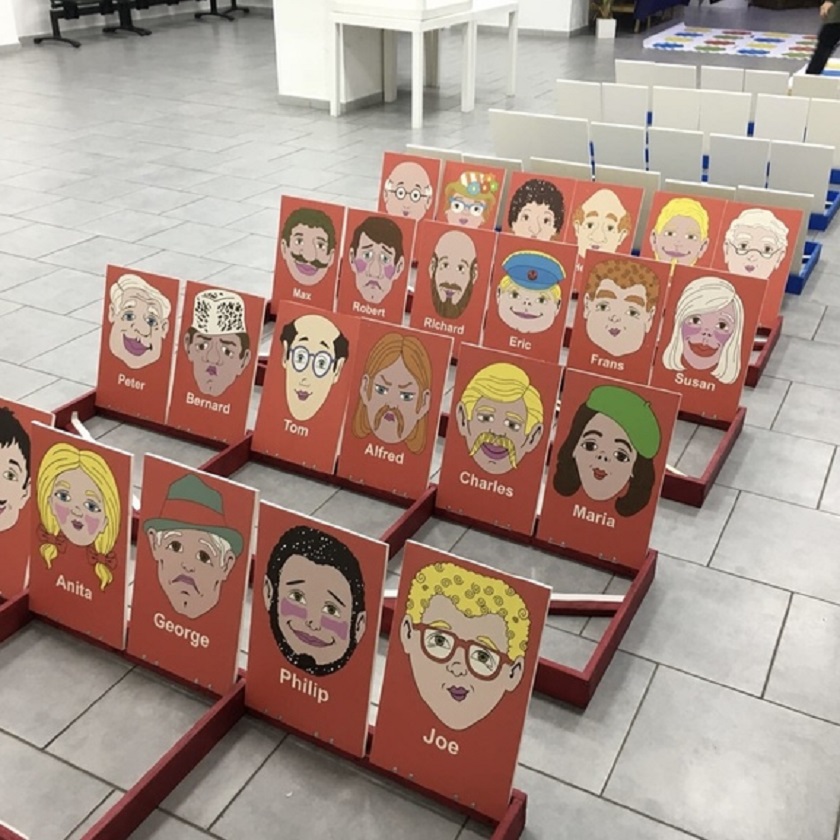 Max
Robert
Richard
Eric
Frans
Susan
Peter
Bernard
Tom
Alfred
Charles
Maria
Anita
George
Philip
Joe